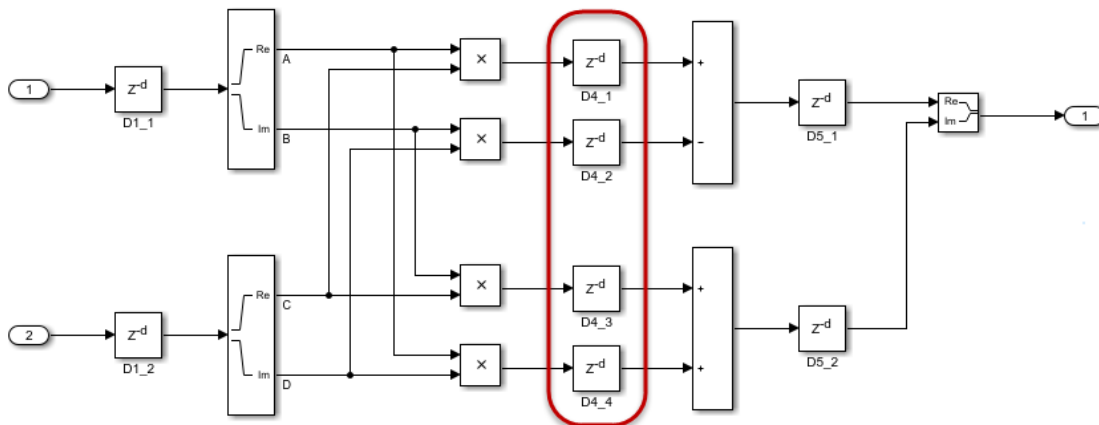 Re
A
×
Z-d
D4_1
+
1
Z-d
D1_1
Z-d
D5_1
Re
Im
1
Im
B
×
Z-d
D4_2
−
Re
C
×
Z-d
D4_3
+
2
Z-d
D1_2
Z-d
D5_2
Im
D
×
Z-d
D4_4
+